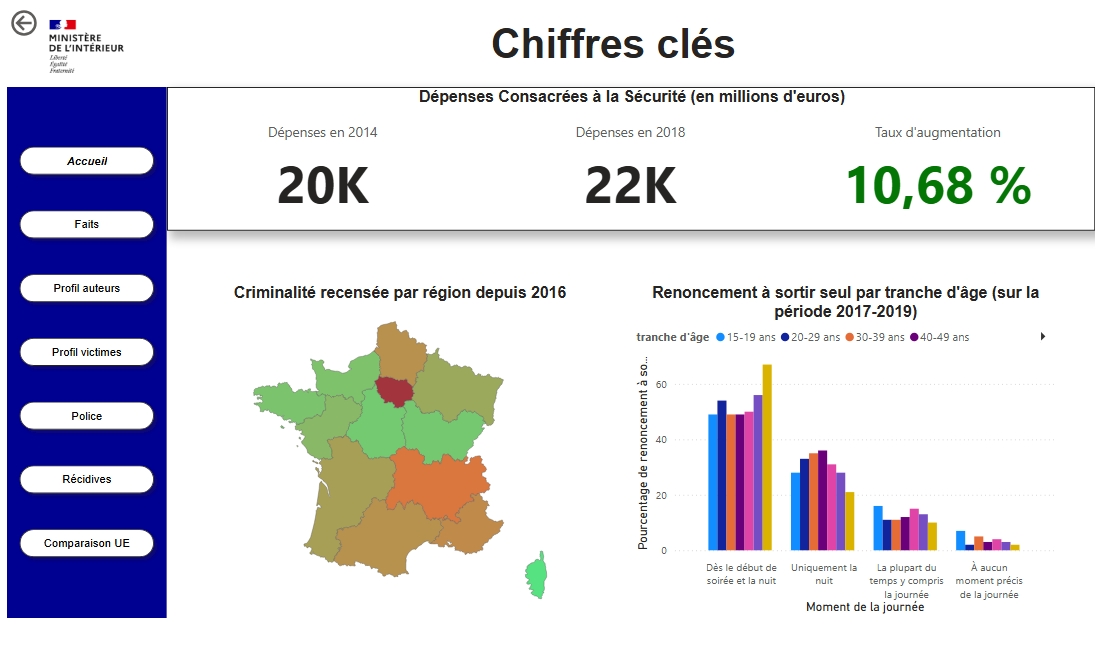 MINISTÈRE
DE L'INTÉRIEUR
Liberté
Égalité
Fraternité
Chiffres clés
Accueil
Faits
Profil auteurs
Profil victimes
Police
Récidives
Comparaison UE
Dépenses Consacrées à la Sécurité (en millions d'euros)
Dépenses en 2014
20K
Dépenses en 2018
22K
Taux d'augmentation
10,68 %
Criminalité recensée par région depuis 2016
Renoncement à sortir seul par tranche d'âge (sur la
période 2017-2019)
tranche d'âge 15-19 ans 20-29 ans 30-39 ans 40-49 ans
Pourcentage de renoncement à so...
60
40
20
0
Dès le début de
soirée et la nuit
Uniquement la
nuit
La plupart du
temps y compris
la journée
À aucun
moment précis
de la journée
Moment de la journée